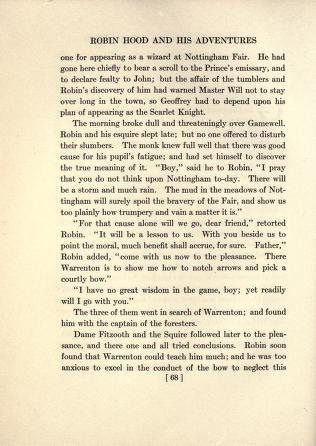 ROBIN HOOD AND HIS ADVENTURES
one for appearing as a wizard at Nottingham Fair. He had
gone here chiefly to bear a scroll to the Prince's emissary, and
to declare fealty to John; but the affair of the tumblers and
Robin's discovery of him had warned Master Will not to stay
over long in the town, so Geoffrey had to depend upon his
plan of appearing as the Scarlet Knight.
The morning broke dull and threateningly over Gamewell.
Robin and his esquire slept late; but no one offered to disturb
their slumbers. The monk knew full well that there was good
cause for his pupil's fatigue; and had set himself to discover
the true meaning of it. "Boy," said he to Robin, "I pray
that you do not think upon Nottingham to-day. There will
be a storm and much rain. The mud in the meadows of Not-
tingham will surely spoil the bravery of the Fair, and show us
too plainly how trumpery and vain a matter it is."
"For that cause alone will we go, dear friend," retorted
Robin. "It will be a lesson to us. With you beside us to
point the moral, much benefit shall accrue, for sure. Father,"
Robin added, "come with us now to the pleasance. There
Warrenton is to show me how to notch arrows and pick a
courtly bow."
"I have no great wisdom in the game, boy; yet readily
will I go with you."
The three of them went in search of Warrenton; and found
him with the captain of the foresters.
Dame Fitzooth and the Squire followed later to the plea-
sance, and there one and all tried conclusions. Robin soon
found that Warrenton could teach him much; and he was too
anxious to excel in the conduct of the bow to neglect this
[ 68 ]